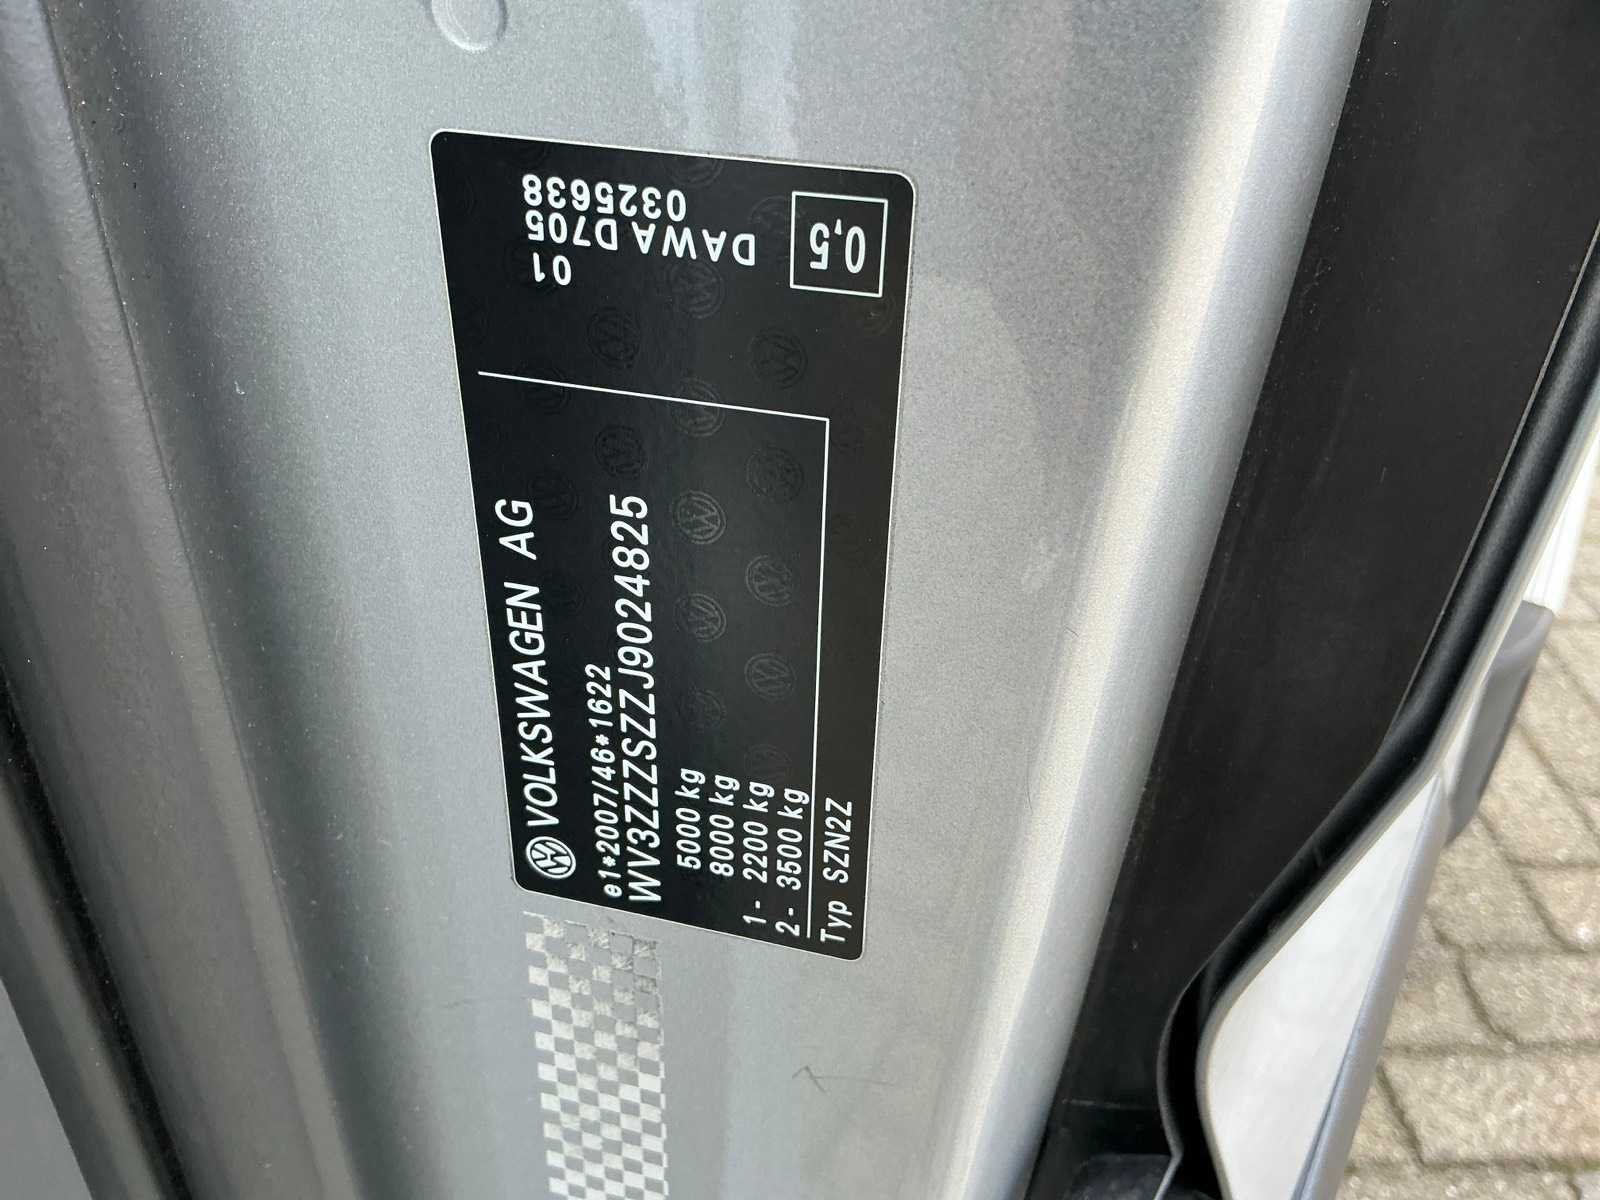 VOLKSWAGEN AG
e1*2007/46*1622
WV3ZZZSZZJ9024825
5000 kg
8000 kg
1- 2200 kg
2- 3500 kg
Typ SZN2Z
01
DAWA D705
0325638
0,5